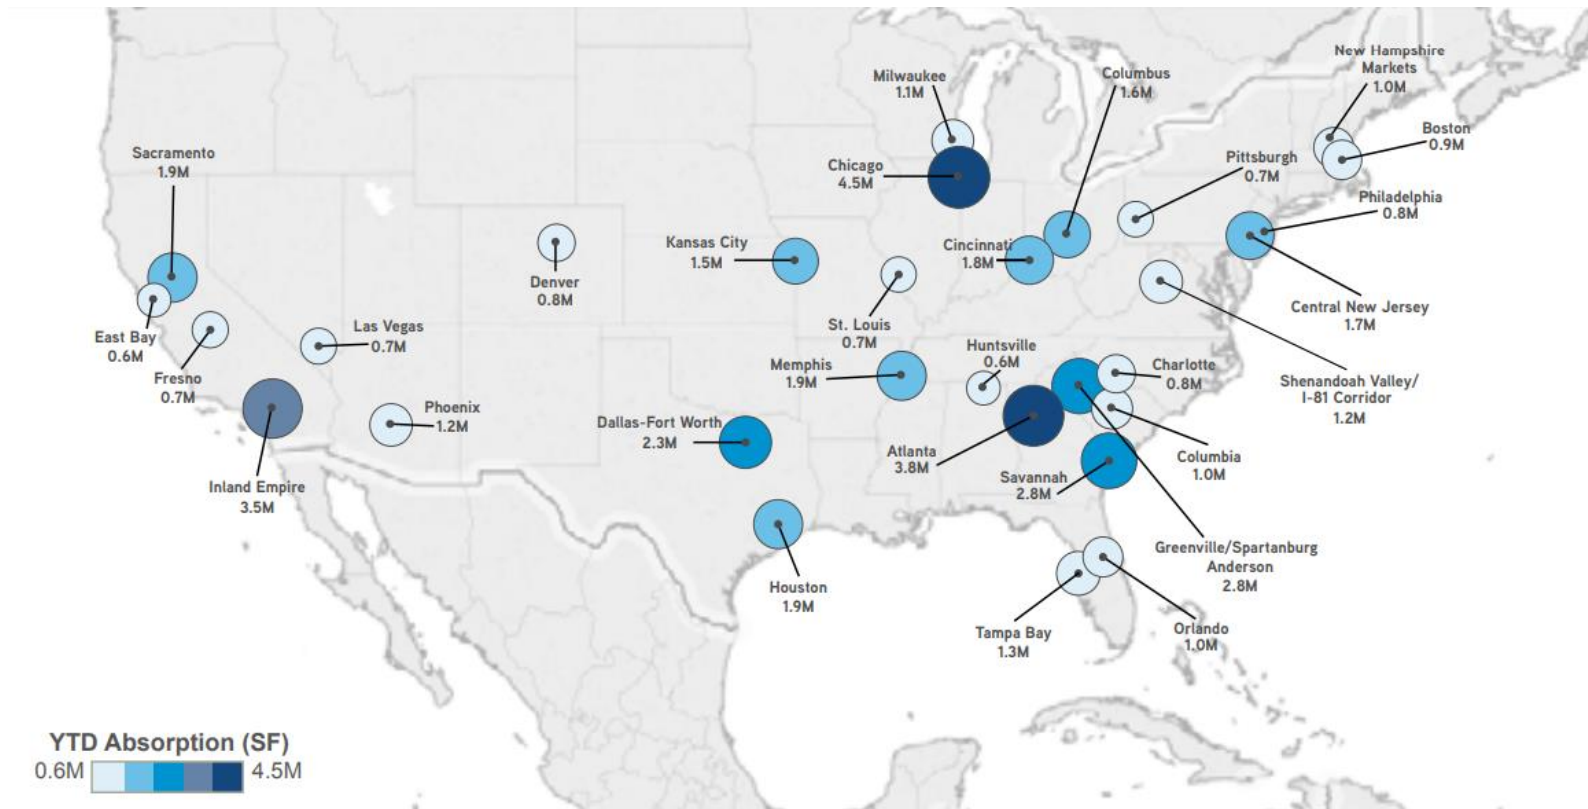 New Hampshire
Markets
1.0M
Milwaukee
1.1M
Columbus
1.6M
Boston
0.9M
Sacramento
1.9M
Chicago
4.5M
Pittsburgh
0.7M
Philadelphia
0.8M
Kansas City
1.5M
Cincinnati
1.8M
Denver
0.8M
Central New Jersey
1.7M
East Bay
0.6M
Las Vegas
0.7M
St. Louis
0.7M
Huntsville
0.6M
Fresno
0.7M
Memphis
1.9M
Charlotte
0.8M
Shenandoah Valley/
I-81 Corridor
1.2M
Phoenix
1.2M
Dallas-Fort Worth
2.3M
Atlanta
3.8M
Columbia
1.0M
Inland Empire
3.5M
Savannah
2.8M
Greenville/Spartanburg
Anderson
2.8M
Houston
1.9M
Tampa Bay
1.3M
Orlando
1.0M
YTD Absorption (SF)
0.6M 4.5M